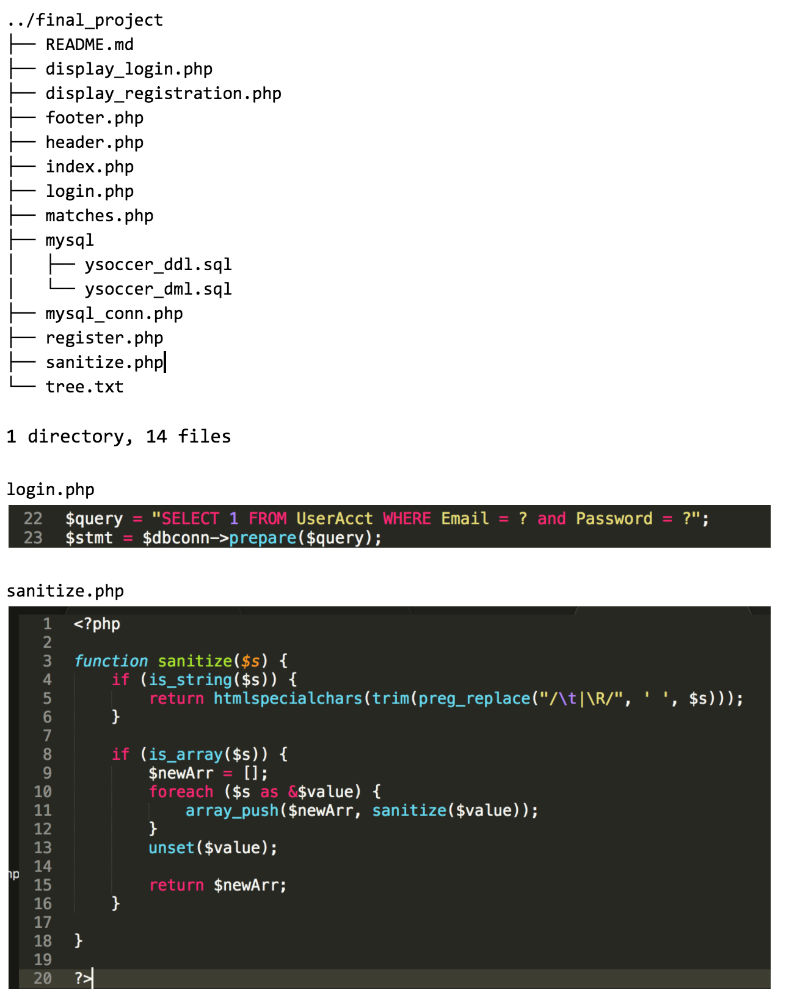 ../final_project
├── README.md
├── display_login.php
├── display_registration.php
├── footer.php
├── header.php
├── index.php
├── login.php
├── matches.php
├── mysql
│   ├── ysoccer_ddl.sql
│   └── ysoccer_dml.sql
├── mysql_conn.php
├── register.php
├── sanitize.php
└── tree.txt
1 directory, 14 files
login.php
22 $query = "SELECT 1 FROM UserAcct WHERE Email = ? and Password = ?";
23 $stmt = $dbconn->prepare($query);
sanitize.php
1 <?php
2
3 function sanitize($s) {
4     if (is_string($s)) {
5         return htmlspecialchars(trim(preg_replace("/\t|\R/", ' ', $s)));
6     }
7
8     if (is_array($s)) {
9         $newArr = [];
10         foreach ($s as &$value) {
11             array_push($newArr, sanitize($value));
12         }
13         unset($value);
14
15         return $newArr;
16     }
17
18 }
19
20 ?>